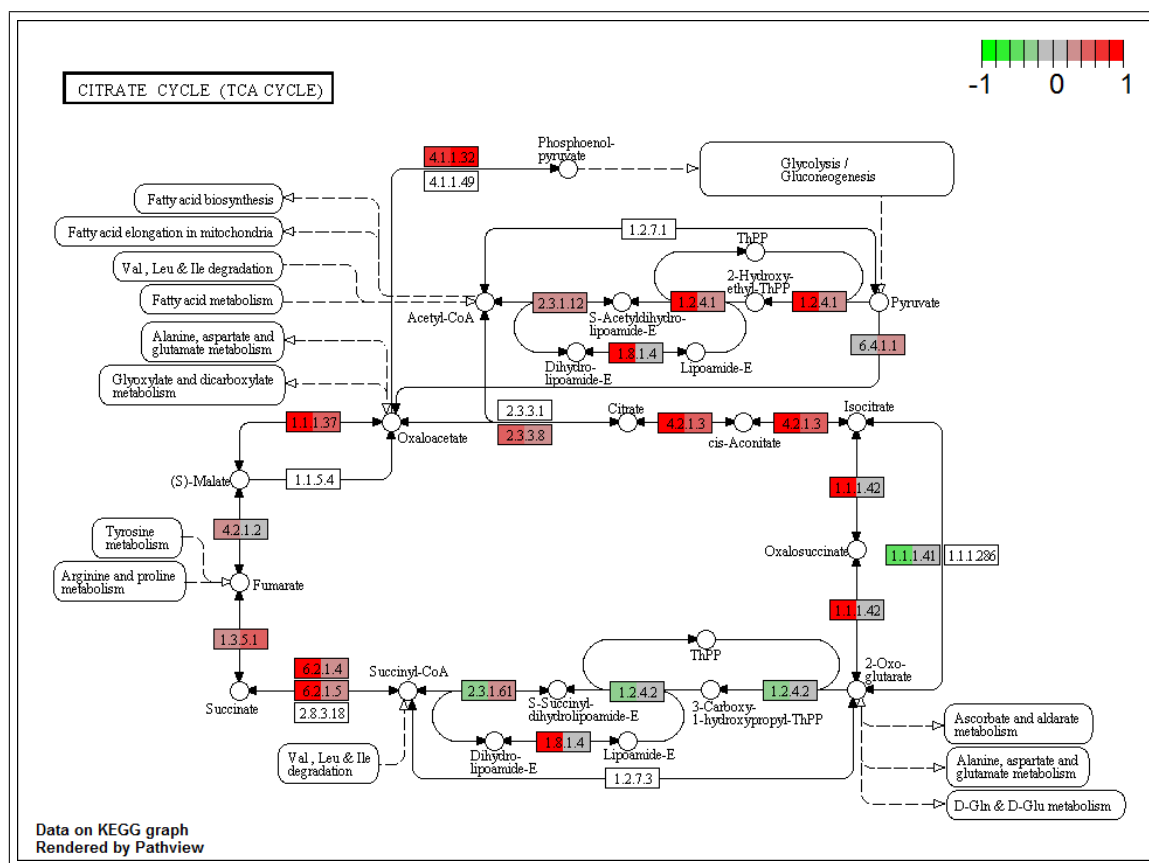 -1 0 1
CITRATE CYCLE (TCA CYCLE)
Phosphoenol-
pyruvate
4.1.1.32
4.1.1.49
Glycolysis /
Gluconeogenesis
Fatty acid biosynthesis
Fatty acid elongation in mitochondria
Val , Leu & Ile degradation
Fatty acid metabolism
1.2.7.1
ThPP
2-Hydroxy-
ethyl-ThPP
2.3.1.12
1.2.4.1
1.2.4.1
Acetyl-CoA
S-Acetyldihydro-
lipoamide-E
Pyruvate
Alanine, aspartate and
glutamate metabolism
1.8.1.4
6.4.1.1
Dihydro-
lipoamide-E
Lipoamide-E
Glyoxylate and dicarboxylate
metabolism
2.3.3.1
Citrate
Isocitrate
1.1.1.37
Oxaloacetate
2.3.3.8
4.2.1.3
cis-Aconitate
4.2.1.3
(S)-Malate
1.1.5.4
1.1.1.42
Tyrosine
metabolism
4.2.1.2
Oxalosuccinate
1.1.1.41
1.1.1.286
Arginine and proline
metabolism
Fumarate
1.1.1.42
1.3.5.1
ThPP
6.2.1.4
6.2.1.5
2.8.3.18
Succinyl-CoA
2-Oxo-
glutarate
2.3.1.61
1.2.4.2
1.2.4.2
Succinate
S-Succinyl-
dihydrolipoamide-E
3-Carboxy-
1-hydroxypropyl-ThPP
Ascorbate and aldarate
metabolism
1.8.1.4
Val , Leu & Ile
degradation
Dihydro-
lipoamide-E
Lipoamide-E
Alanine, aspartate and
glutamate metabolism
1.2.7.3
D-Gln & D-Glu metabolism
Data on KEGG graph
Rendered by Pathview